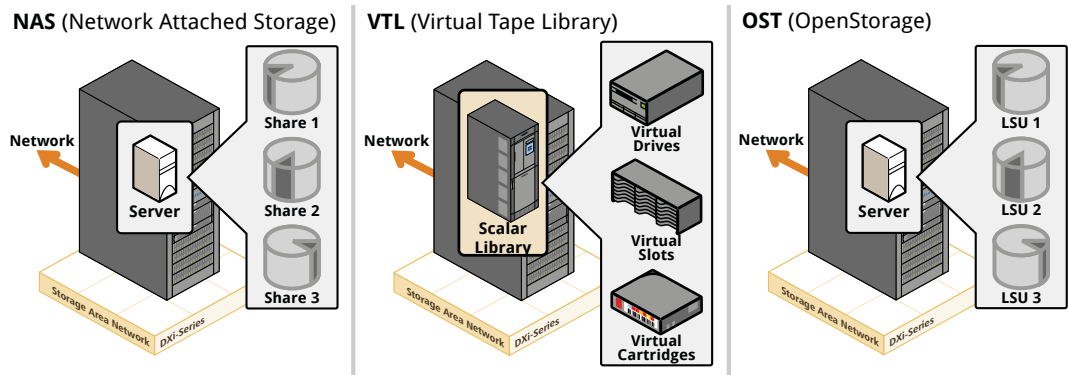 NAS (Network Attached Storage)
Network
Server
Share 1
Share 2
Share 3
Storage Area Network
DXi-Series
VTL (Virtual Tape Library)
Network
Scalar
Library
Virtual
Drives
Virtual
Slots
Virtual
Cartridges
Storage Area Network
DXi-Series
OST (OpenStorage)
Network
Server
LSU 1
LSU 2
LSU 3
Storage Area Network
DXi-Series